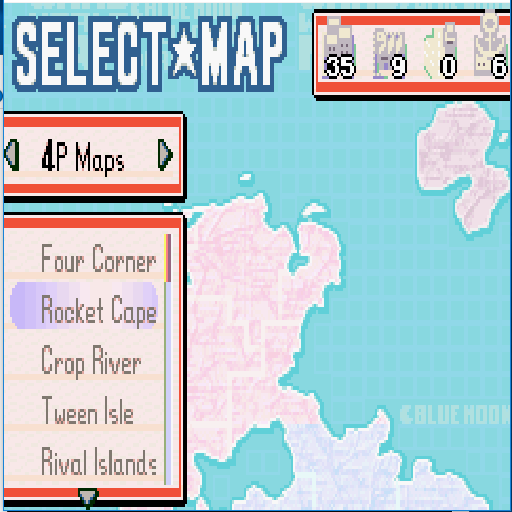 SELECT★MAP
35 9 0 6
4P Maps
Four Corner
Rocket Cape
Crop River
Tween Isle
Rival Islands
BLUE MOON